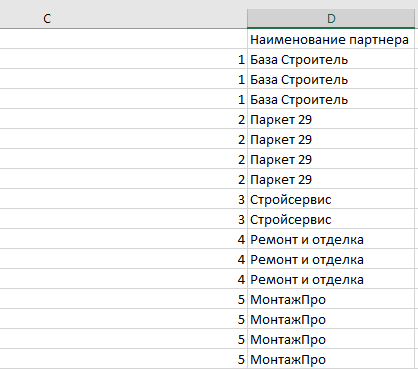 C D
Наименование партнера
1 База Строитель
1 База Строитель
1 База Строитель
2 Паркет 29
2 Паркет 29
2 Паркет 29
2 Паркет 29
3 Стройсервис
3 Стройсервис
4 Ремонт и отделка
4 Ремонт и отделка
4 Ремонт и отделка
5 МонтажПро
5 МонтажПро
5 МонтажПро
5 МонтажПро